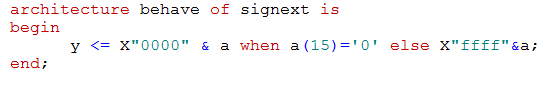 architecture behave of signext is
begin
y <= X"0000" & a when a(15)='0' else X"ffff"&a;
end;